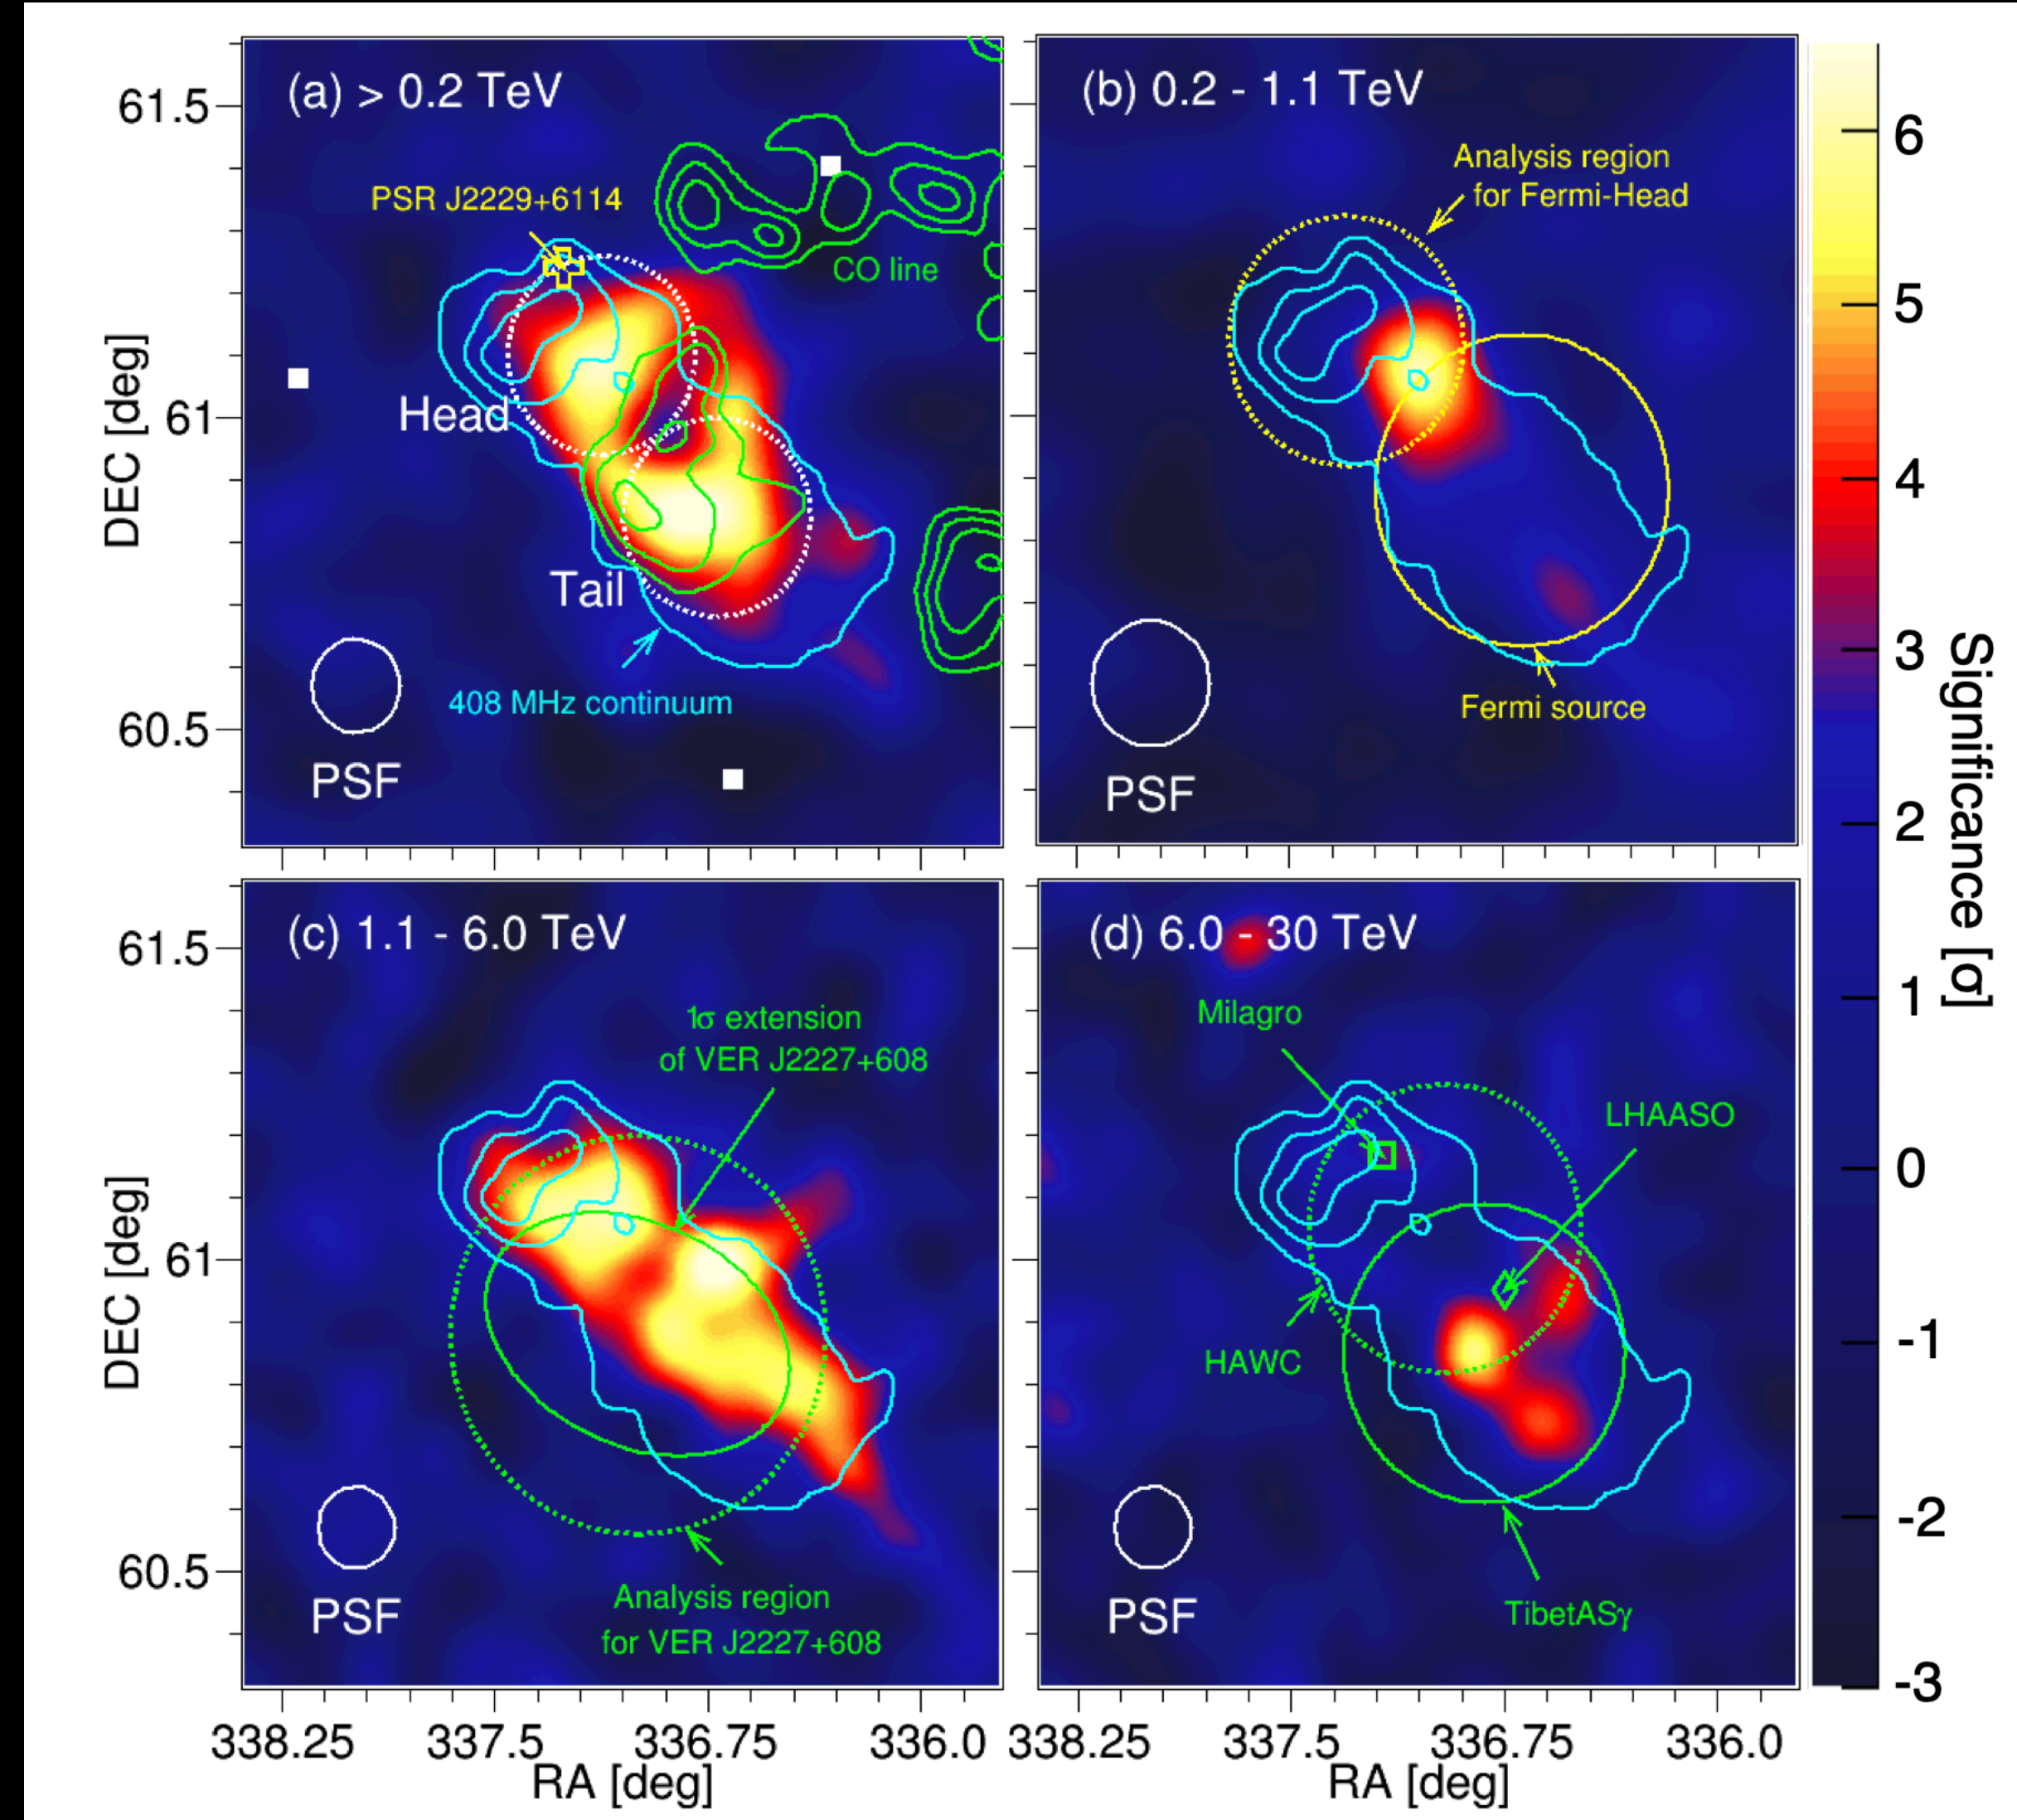 (a) > 0.2 TeV
PSR J2229+6114
CO line
Head
Tail
408 MHz continuum
PSF
61.5
61
60.5
DEC [deg]
(b) 0.2 - 1.1 TeV
Analysis region
for Fermi-Head
Fermi source
PSF
(c) 1.1 - 6.0 TeV
1σ extension
of VER J2227+608
Analysis region
for VER J2227+608
PSF
61.5
61
60.5
DEC [deg]
338.25
337.5
336.75
336.0
RA [deg]
(d) 6.0 - 30 TeV
Milagro
LHAASO
HAWC
TibetASγ
PSF
338.25
337.5
336.75
336.0
RA [deg]
6
5
4
3
2
1
0
-1
-2
-3
Significance [σ]